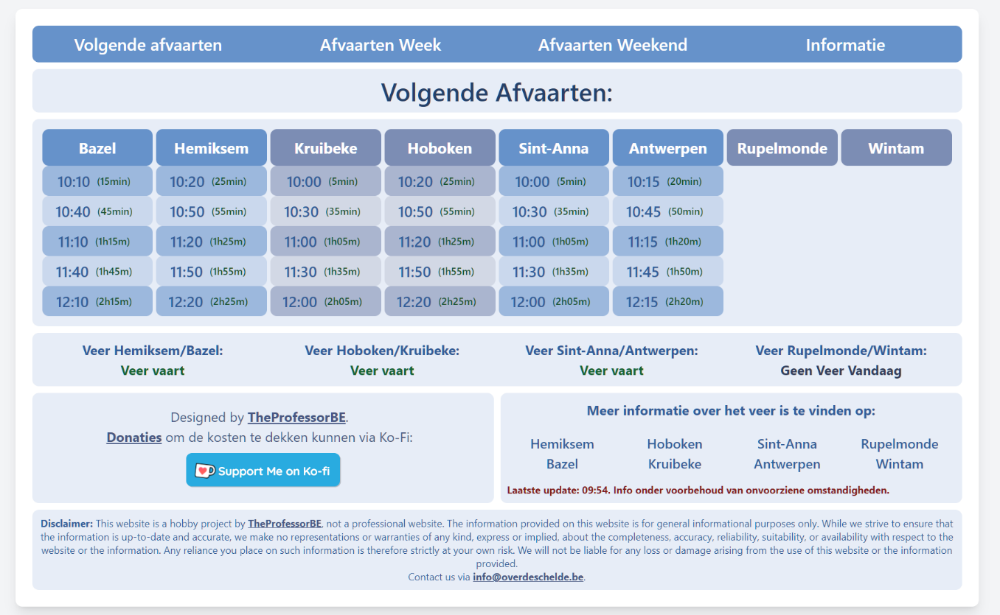 Volgende afvaarten Afvaarten Week Afvaarten Weekend Informatie
Volgende Afvaarten:
Bazel Hemiksem Kruibeke Hoboken Sint-Anna Antwerpen Rupelmonde Wintam
10:10 (15min) 10:20 (25min) 10:00 (5min) 10:20 (25min) 10:00 (5min) 10:15 (20min)
10:40 (45min) 10:50 (55min) 10:30 (35min) 10:50 (55min) 10:30 (35min) 10:45 (50min)
11:10 (1h15m) 11:20 (1h25m) 11:00 (1h05m) 11:20 (1h25m) 11:00 (1h05m) 11:15 (1h20m)
11:40 (1h45m) 11:50 (1h55m) 11:30 (1h35m) 11:50 (1h55m) 11:30 (1h35m) 11:45 (1h50m)
12:10 (2h15m) 12:20 (2h25m) 12:00 (2h05m) 12:20 (2h25m) 12:00 (2h05m) 12:15 (2h20m)
Veer Hemiksem/Bazel: Veer Hoboken/Kruibeke: Veer Sint-Anna/Antwerpen: Veer Rupelmonde/Wintam:
Veer vaart Veer vaart Veer vaart Geen Veer Vandaag
Designed by TheProfessorBE.
Donaties om de kosten te dekken kunnen via Ko-Fi:
Support Me on Ko-fi
Meer informatie over het veer is te vinden op:
Hemiksem Hoboken Sint-Anna Rupelmonde
Bazel Kruibeke Antwerpen Wintam
Laatste update: 09:54. Info onder voorbehoud van onvoorziene omstandigheden.
Disclaimer: This website is a hobby project by TheProfessorBE, not a professional website. The information provided on this website is for general informational purposes only. While we strive to ensure that
the information is up-to-date and accurate, we make no representations or warranties of any kind, express or implied, about the completeness, accuracy, reliability, suitability, or availability with respect to the
website or the information. Any reliance you place on such information is therefore strictly at your own risk. We will not be liable for any loss or damage arising from the use of this website or the information
provided.
Contact us via info@overdeschelde.be.